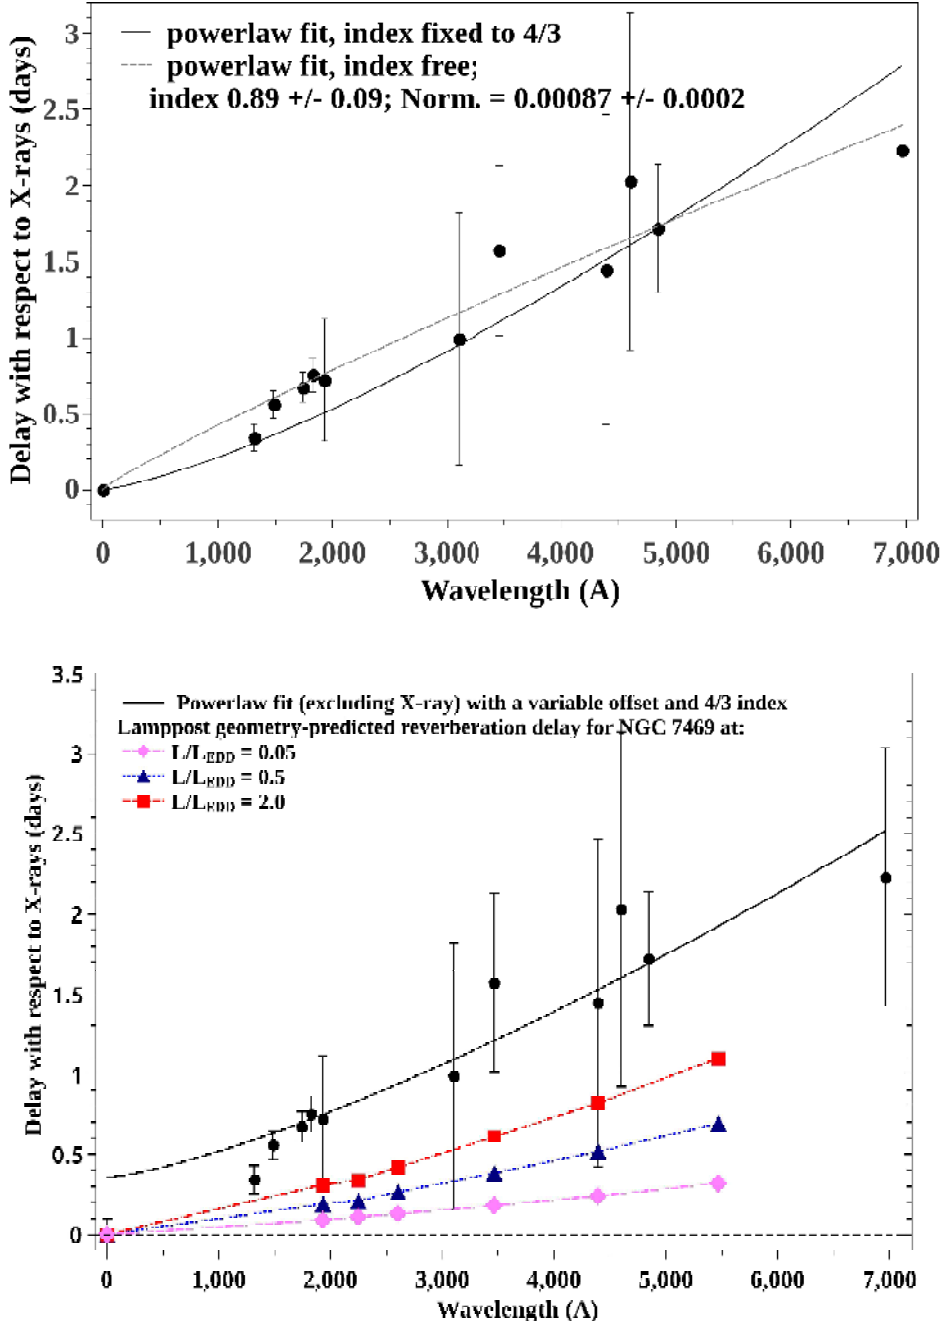 3
2.5
2
1.5
1
0.5
0
Delay with respect to X-rays (days)
powerlaw fit, index fixed to 4/3
powerlaw fit, index free;
index 0.89 +/- 0.09; Norm. = 0.00087 +/- 0.0002
0 1,000 2,000 3,000 4,000 5,000 6,000 7,000
Wavelength (A)
3.5
3
2.5
2
1.5
1
0.5
0
Delay with respect to X-rays (days)
Powerlaw fit (excluding X-ray) with a variable offset and 4/3 index
Lamppost geometry-predicted reverberation delay for NGC 7469 at:
L/L_EDD = 0.05
L/L_EDD = 0.5
L/L_EDD = 2.0
0 1,000 2,000 3,000 4,000 5,000 6,000 7,000
Wavelength (A)